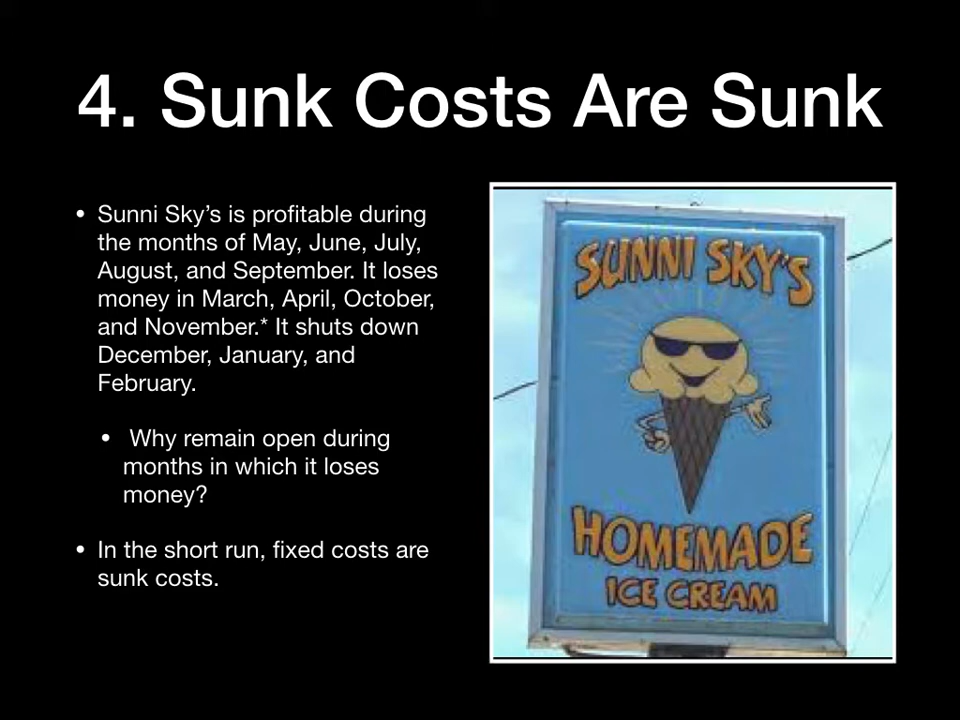 4. Sunk Costs Are Sunk
• Sunni Sky’s is profitable during
the months of May, June, July,
August, and September. It loses
money in March, April, October,
and November.* It shuts down
December, January, and
February.
• Why remain open during
months in which it loses
money?
• In the short run, fixed costs are
sunk costs.
SUNNI SKY'S
HOMEMADE
ICE CREAM